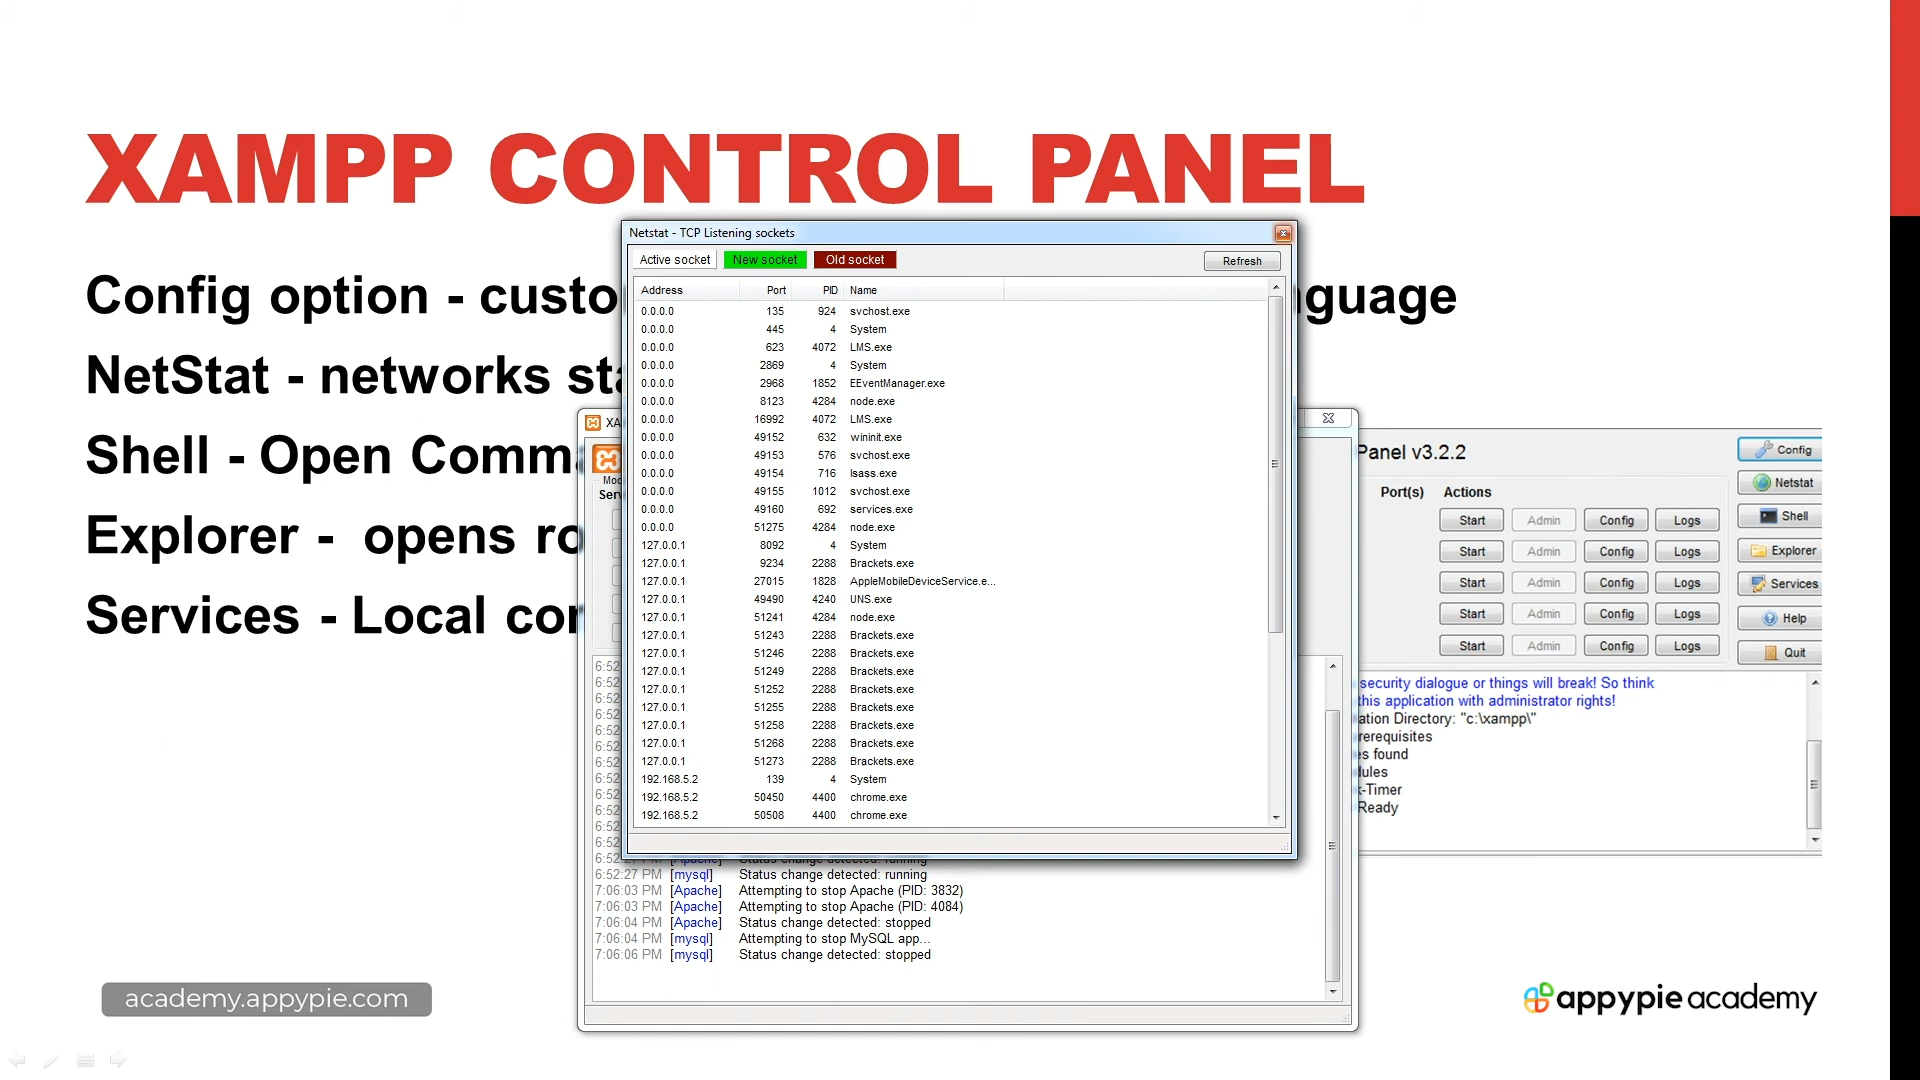 XAMPP CONTROL PANEL
Config option - custo
nguage
NetStat - networks sta
Shell - Open Comma
Explorer - opens ro
Services - Local con
Netstat - TCP Listening sockets
Active socket New socket Old socket Refresh
Address Port PID Name
0.0.0.0 135 924 svchost.exe
0.0.0.0 445 4 System
0.0.0.0 623 4072 LMS.exe
0.0.0.0 2869 4 System
0.0.0.0 2968 1852 EEventManager.exe
0.0.0.0 8123 4284 node.exe
0.0.0.0 16992 4072 LMS.exe
0.0.0.0 49152 632 wininit.exe
0.0.0.0 49153 576 svchost.exe
0.0.0.0 49154 716 lsass.exe
0.0.0.0 49155 1012 svchost.exe
0.0.0.0 49160 692 services.exe
0.0.0.0 51275 4284 node.exe
127.0.0.1 8092 4 System
127.0.0.1 9234 2288 Brackets.exe
127.0.0.1 27015 1828 AppleMobileDeviceService.e...
127.0.0.1 49490 4240 UNS.exe
127.0.0.1 51241 4284 node.exe
127.0.0.1 51243 2288 Brackets.exe
127.0.0.1 51246 2288 Brackets.exe
127.0.0.1 51249 2288 Brackets.exe
127.0.0.1 51252 2288 Brackets.exe
127.0.0.1 51255 2288 Brackets.exe
127.0.0.1 51258 2288 Brackets.exe
127.0.0.1 51268 2288 Brackets.exe
127.0.0.1 51273 2288 Brackets.exe
192.168.5.2 139 4 System
192.168.5.2 50450 4400 chrome.exe
192.168.5.2 50508 4400 chrome.exe
XA
Mod
Serv
6:52:27 PM [Apache] Status change detected: running
6:52:27 PM [mysql] Status change detected: running
7:06:03 PM [Apache] Attempting to stop Apache (PID: 3832)
7:06:03 PM [Apache] Attempting to stop Apache (PID: 4084)
7:06:04 PM [Apache] Status change detected: stopped
7:06:04 PM [mysql] Attempting to stop MySQL app...
7:06:06 PM [mysql] Status change detected: stopped
Panel v3.2.2
Config
Netstat
Shell
Explorer
Services
Help
Quit
Port(s) Actions
Start Admin Config Logs
Start Admin Config Logs
Start Admin Config Logs
Start Admin Config Logs
Start Admin Config Logs
security dialogue or things will break! So think
this application with administrator rights!
ation Directory: "c:\xampp\"
rerequisites
es found
dules
k-Timer
Ready
academy.appypie.com
appypie academy